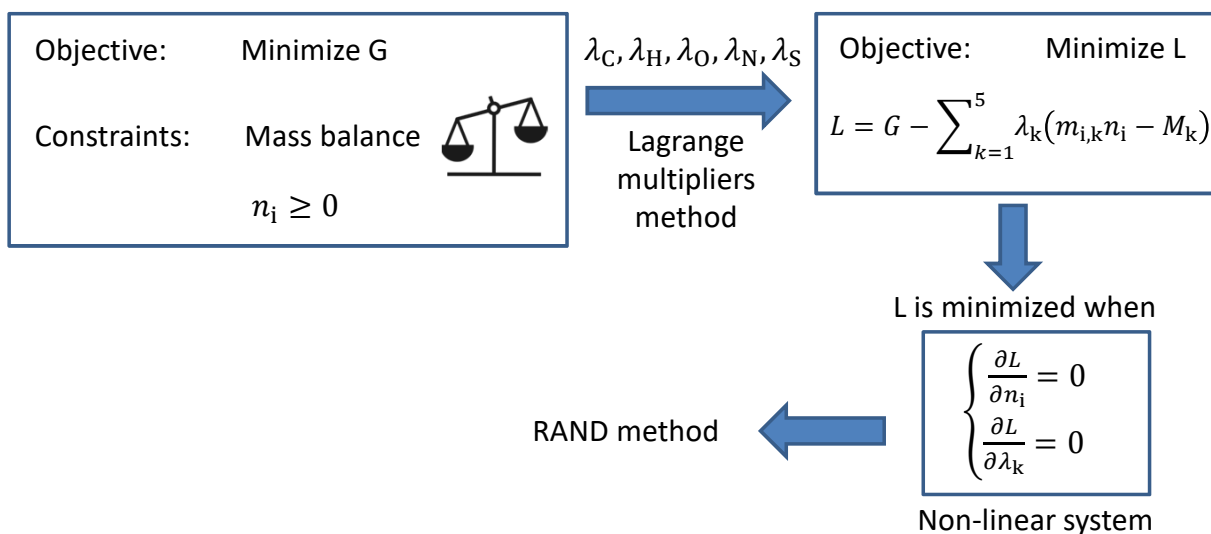 Objective: Minimize G
Constraints: Mass balance
nᵢ ≥ 0
λ_C, λ_H, λ_O, λ_N, λ_S
Lagrange
multipliers
method
Objective: Minimize L
L = G − ∑_{k=1}^{5} λ_k(m_{i,k}n_i − M_k)
L is minimized when
∂L/∂n_i = 0
∂L/∂λ_k = 0
RAND method
Non-linear system